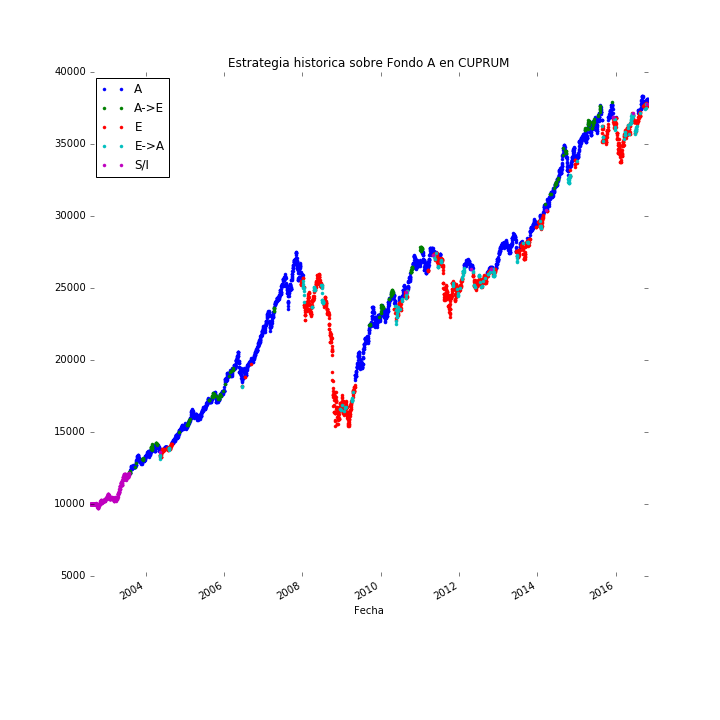 Estrategia historica sobre Fondo A en CUPRUM
40000
35000
30000
25000
20000
15000
10000
5000
A
A->E
E
E->A
S/I
2004
2006
2008
2010
2012
2014
2016
Fecha